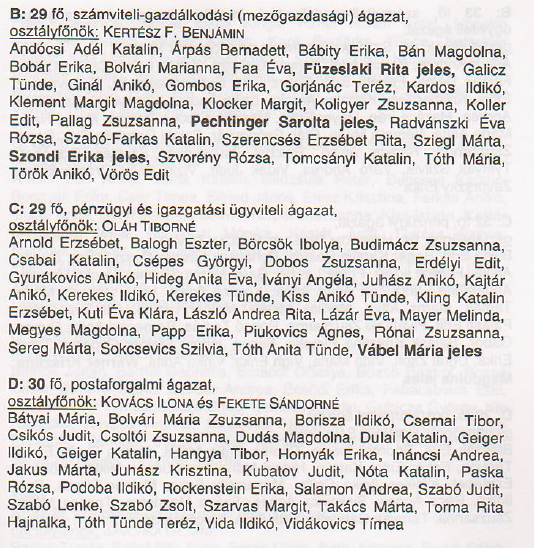 B: 29 fő, számviteli-gazdálkodási (mezőgazdasági) ágazat,
osztályfőnök: KERTÉSZ F. BENJÁMIN
Andócsi Adél Katalin, Árpás Bernadett, Bábity Erika, Bán Magdolna,
Bobár Erika, Bolvári Marianna, Faa Éva, Füzeslaki Rita jeles, Galicz
Tünde, Ginál Anikó, Gombos Erika, Gorjánác Teréz, Kardos Ildikó,
Klement Margit Magdolna, Klocker Margit, Koligyer Zsuzsanna, Koller
Edit, Pallag Zsuzsanna, Pechtinger Sarolta jeles, Radvánszki Éva
Rózsa, Szabó-Farkas Katalin, Szerencsés Erzsébet Rita, Sziegl Márta,
Szondi Erika jeles, Szvorény Rózsa, Tomcsányi Katalin, Tóth Mária,
Török Anikó, Vörös Edit
C: 29 fő, pénzügyi és igazgatási ügyviteli ágazat,
osztályfőnök: OLÁH TIBORNÉ
Arnold Erzsébet, Balogh Eszter, Börcsök Ibolya, Budimácz Zsuzsanna,
Csabai Katalin, Csépes Györgyi, Dobos Zsuzsanna, Erdélyi Edit,
Gyurákovics Anikó, Hideg Anita Éva, Iványi Angéla, Juhász Anikó, Kajtár
Anikó, Kerekes Ildikó, Kerekes Tünde, Kiss Anikó Tünde, Kling Katalin
Erzsébet, Kuti Éva Klára, László Andrea Rita, Lázár Éva, Mayer Melinda,
Megyes Magdolna, Papp Erika, Piukovics Ágnes, Rónai Zsuzsanna,
Sereg Márta, Sokcsevics Szilvia, Tóth Anita Tünde, Vábel Mária jeles
D: 30 fő, postaforgalmi ágazat,
osztályfőnök: KOVÁCS ILONA és FEKETE SÁNDORNÉ
Bátyai Mária, Bolvári Mária Zsuzsanna, Borisza Ildikó, Csernai Tibor,
Csikós Judit, Csoltói Zsuzsanna, Dudás Magdolna, Dulai Katalin, Geiger
Ildikó, Geiger Katalin, Hangya Tibor, Hornyák Erika, Ináncsi Andrea,
Jakus Márta, Juhász Krisztina, Kubatov Judit, Nóta Katalin, Paska
Rózsa, Podoba Ildikó, Rockenstein Erika, Salamon Andrea, Szabó Judit,
Szabó Lenke, Szabó Zsolt, Szarvas Margit, Takács Márta, Torma Rita
Hajnalka, Tóth Tünde Teréz, Vida Ildikó, Vidákovics Tímea